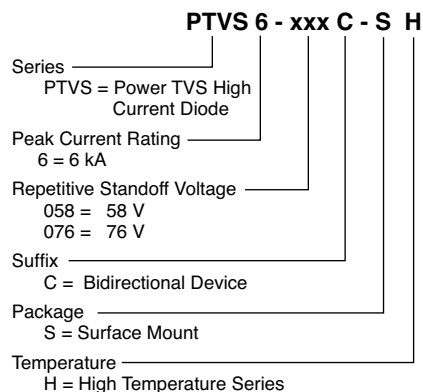 PTVS 6 - xxx C - S H
Series
PTVS = Power TVS High
Current Diode
Peak Current Rating
6 = 6 kA
Repetitive Standoff Voltage
058 = 58 V
076 = 76 V
Suffix
C = Bidirectional Device
Package
S = Surface Mount
Temperature
H = High Temperature Series